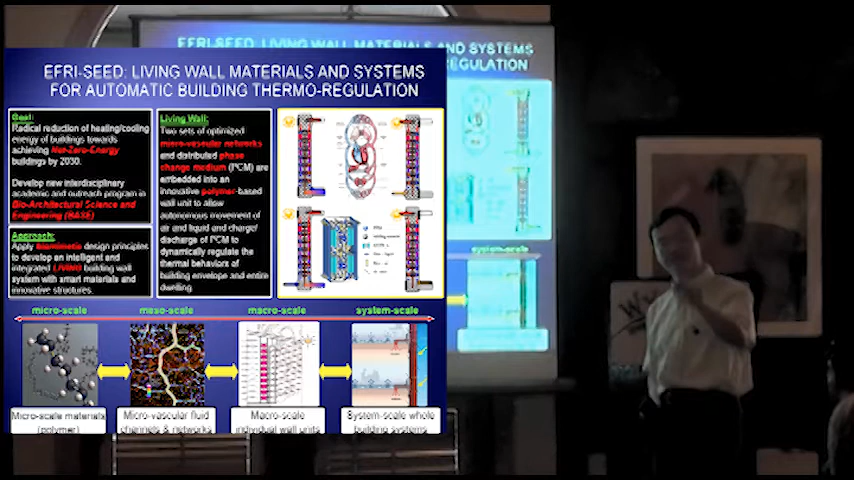 EFRI-SEED: LIVING WALL MATERIALS AND SYSTEMS
FOR AUTOMATIC BUILDING THERMO-REGULATION
Goal:
Radical reduction of heating/cooling
energy of buildings towards
achieving Net-Zero-Energy
buildings by 2030.
Develop new interdisciplinary
academic and outreach program in
Bio-Architectural Science and
Engineering (BASE)
Approach:
Apply biomimetic design principles
to develop an intelligent and
integrated LIVING building wall
system with smart materials and
innovative structures.
Living Wall:
Two sets of optimized
micro-vascular networks
and distributed phase
change medium (PCM) are
embedded into an
innovative polymer-based
wall unit to allow
autonomous movement of
air and liquid and charge/
discharge of PCM to
dynamically regulate the
thermal behaviors of
building envelope and entire
dwelling.
micro-scale
meso-scale
macro-scale
system-scale
Micro-scale materials
(polymer)
Micro-vascular fluid
channels & networks
Macro-scale
individual wall units
System-scale whole
building systems
EFRI-SEED: LIVING WALL MATERIALS AND SYSTEMS
REGULATION
system-scale